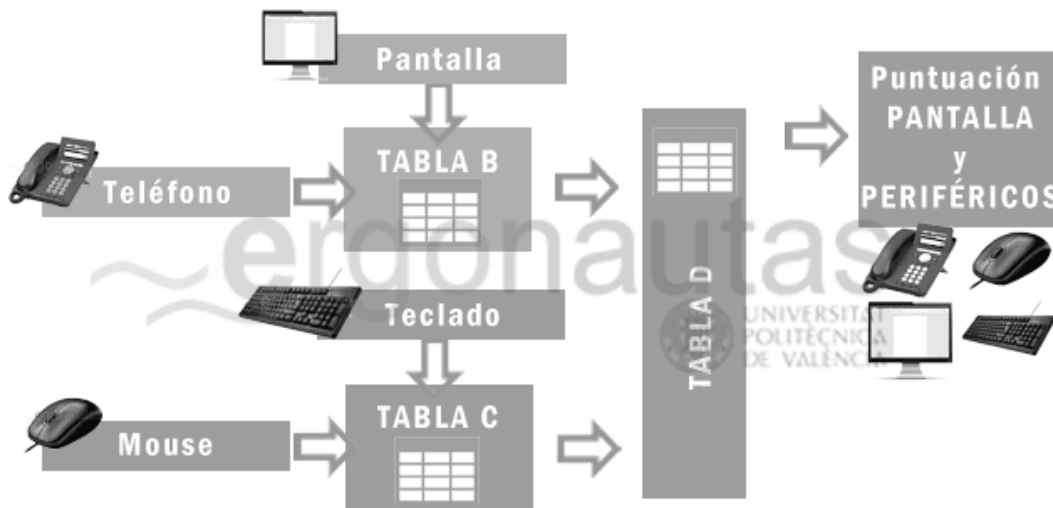 Pantalla
Teléfono
TABLA B
Puntuación
PANTALLA
y
PERIFÉRICOS
ergonautas
Teclado
TABLA D
UNIVERSITAT
POLITÈCNICA
DE VALÈNCIA
Mouse
TABLA C